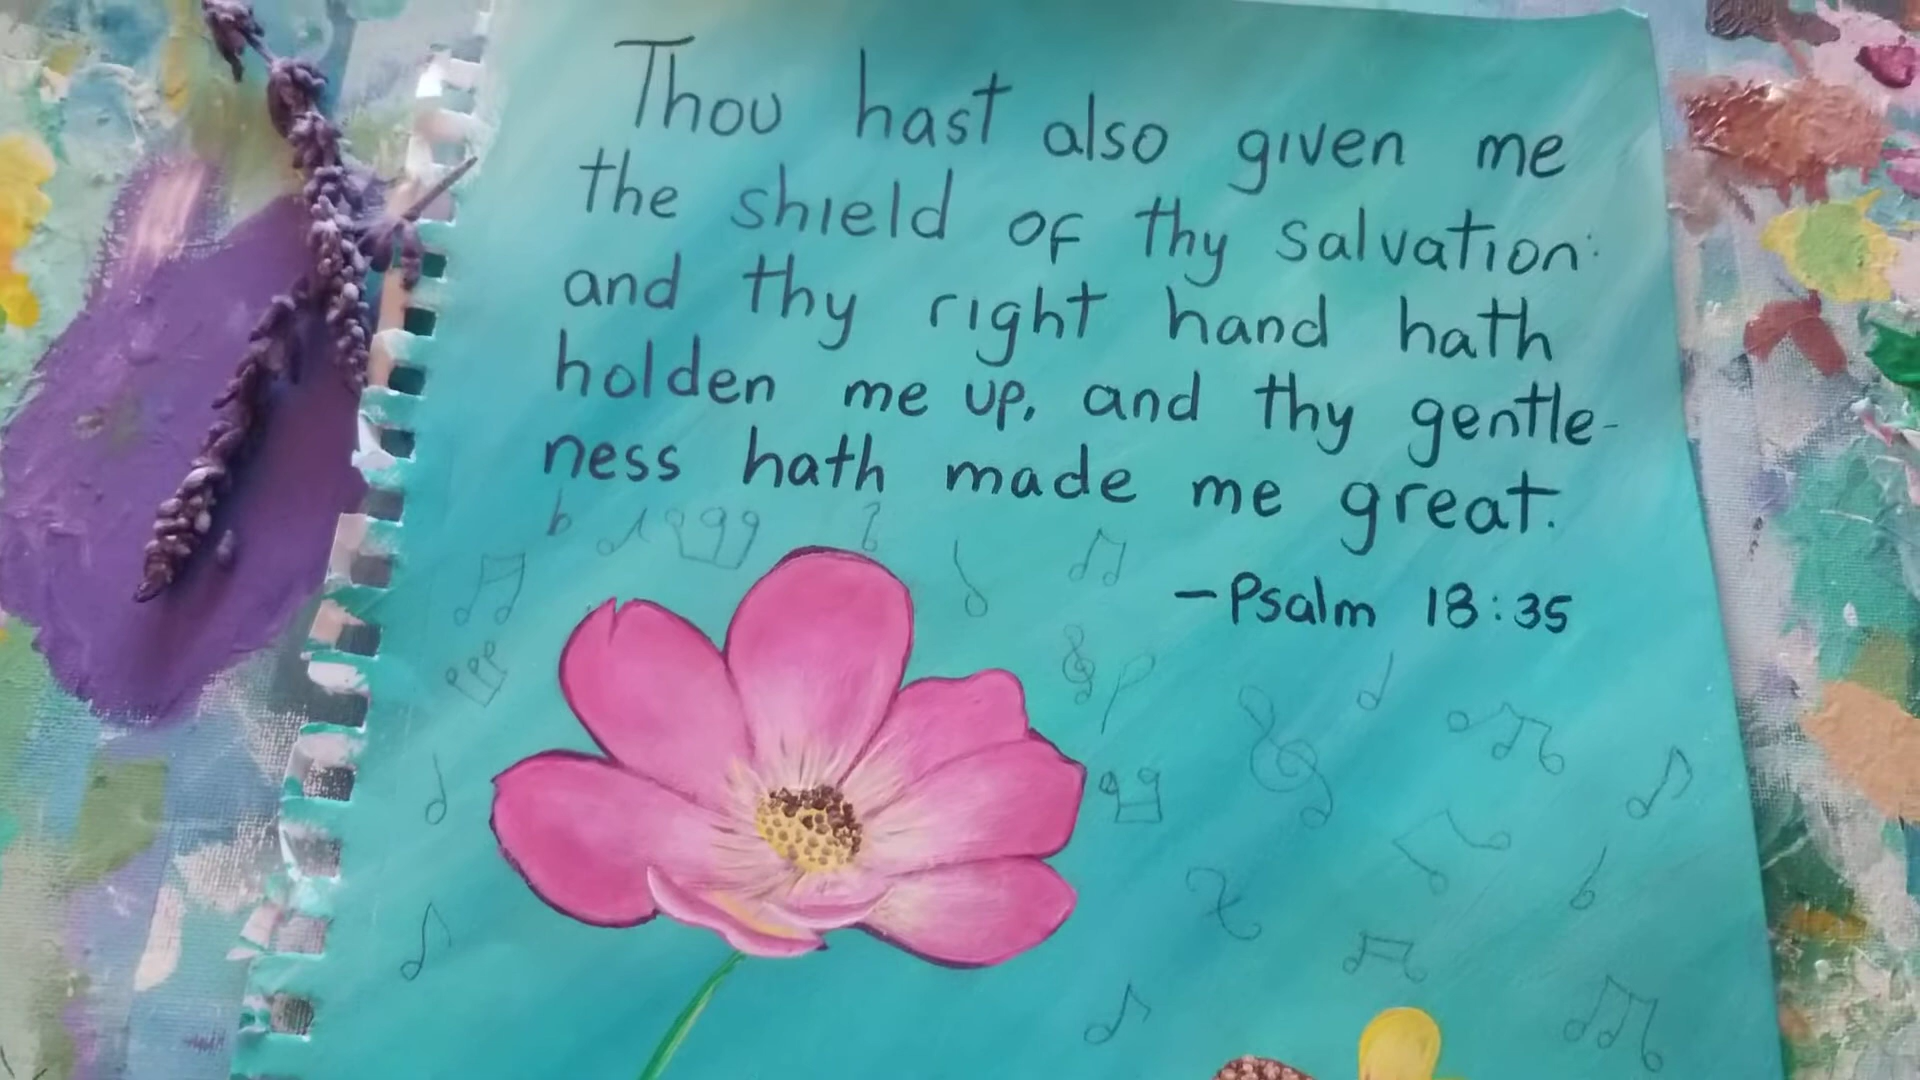 Thou hast also given me
the shield of thy salvation:
and thy right hand hath
holden me up, and thy gentle-
ness hath made me great.
—Psalm 18:35